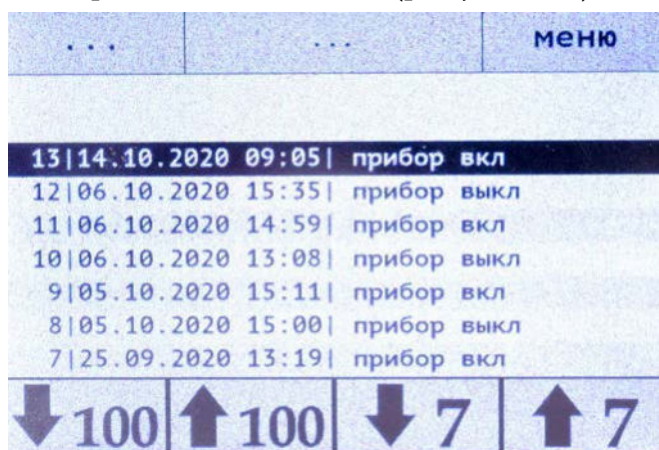 ... ... меню
13|14.10.2020 09:05| прибор вкл
12|06.10.2020 15:35| прибор выкл
11|06.10.2020 14:59| прибор вкл
10|06.10.2020 13:08| прибор выкл
9|05.10.2020 15:11| прибор вкл
8|05.10.2020 15:00| прибор выкл
7|25.09.2020 13:19| прибор вкл
100 100 7 7